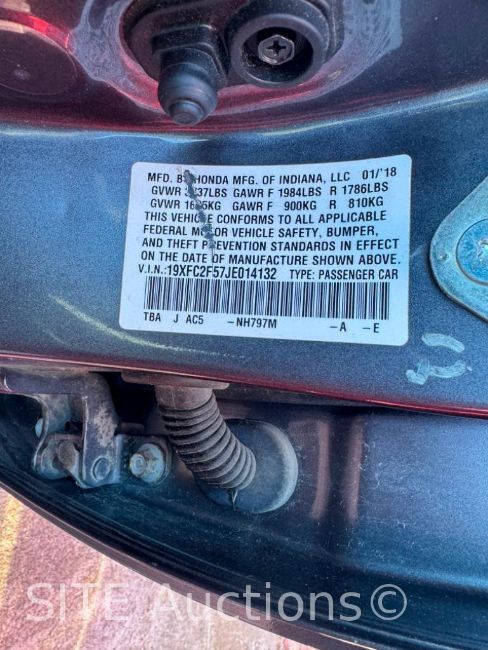 MFD. BY HONDA MFG. OF INDIANA, LLC 01/'18
GVWR LBS GAWR F 1984LBS R 1786LBS
GVWR KG GAWR F 900KG R 810KG
THIS VEHICLE CONFORMS TO ALL APPLICABLE
FEDERAL MOTOR VEHICLE SAFETY, BUMPER,
AND THEFT PREVENTION STANDARDS IN EFFECT
ON THE DATE OF MANUFACTURE SHOWN ABOVE.
V.I.N.:19XFC2F57JE014132 TYPE: PASSENGER CAR
TBA J AC5 -NH797M -A -E
SITE Auctions©